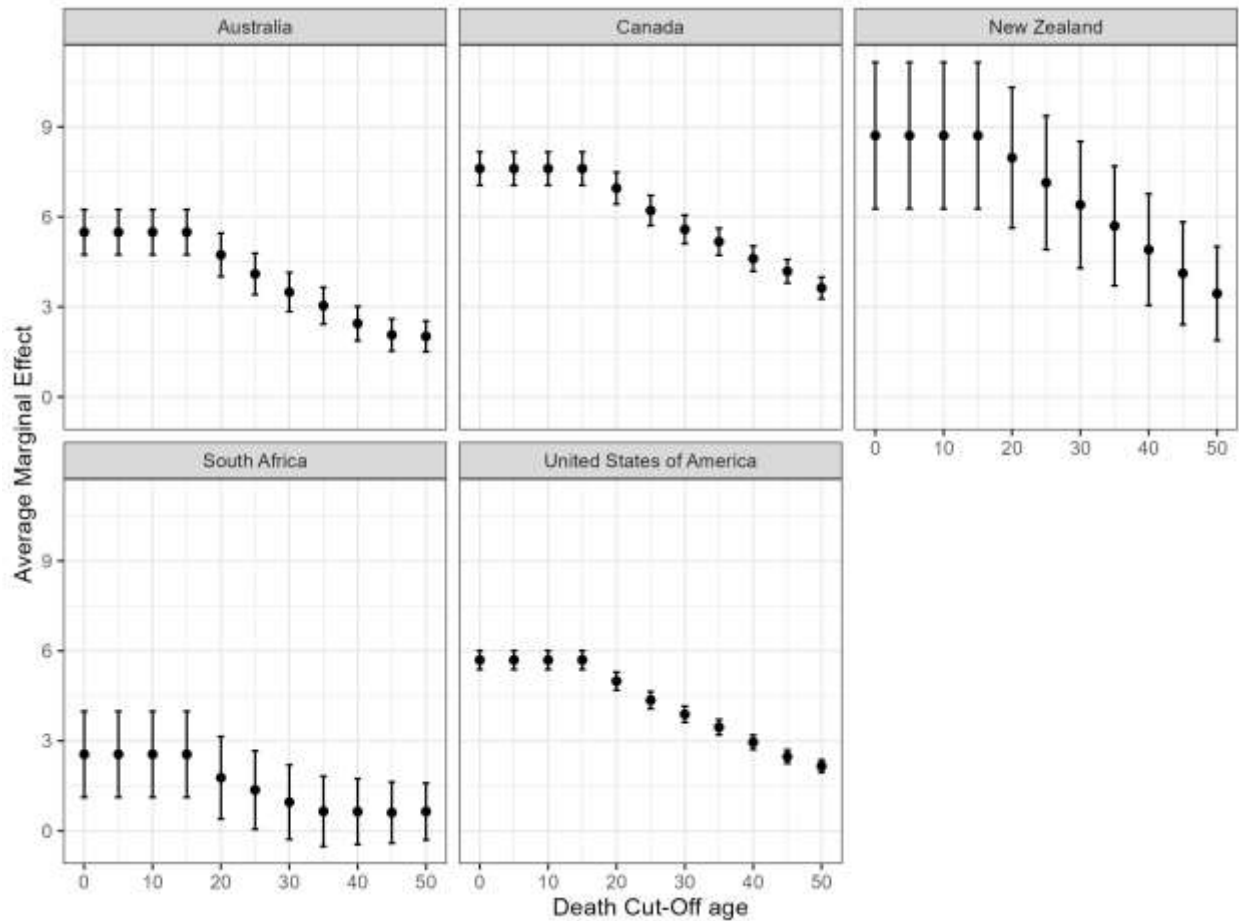 Australia
Canada
New Zealand
9
6
3
0
Average Marginal Effect
0 10 20 30 40 50
South Africa
United States of America
9
6
3
0
0 10 20 30 40 50
0 10 20 30 40 50
Death Cut-Off age